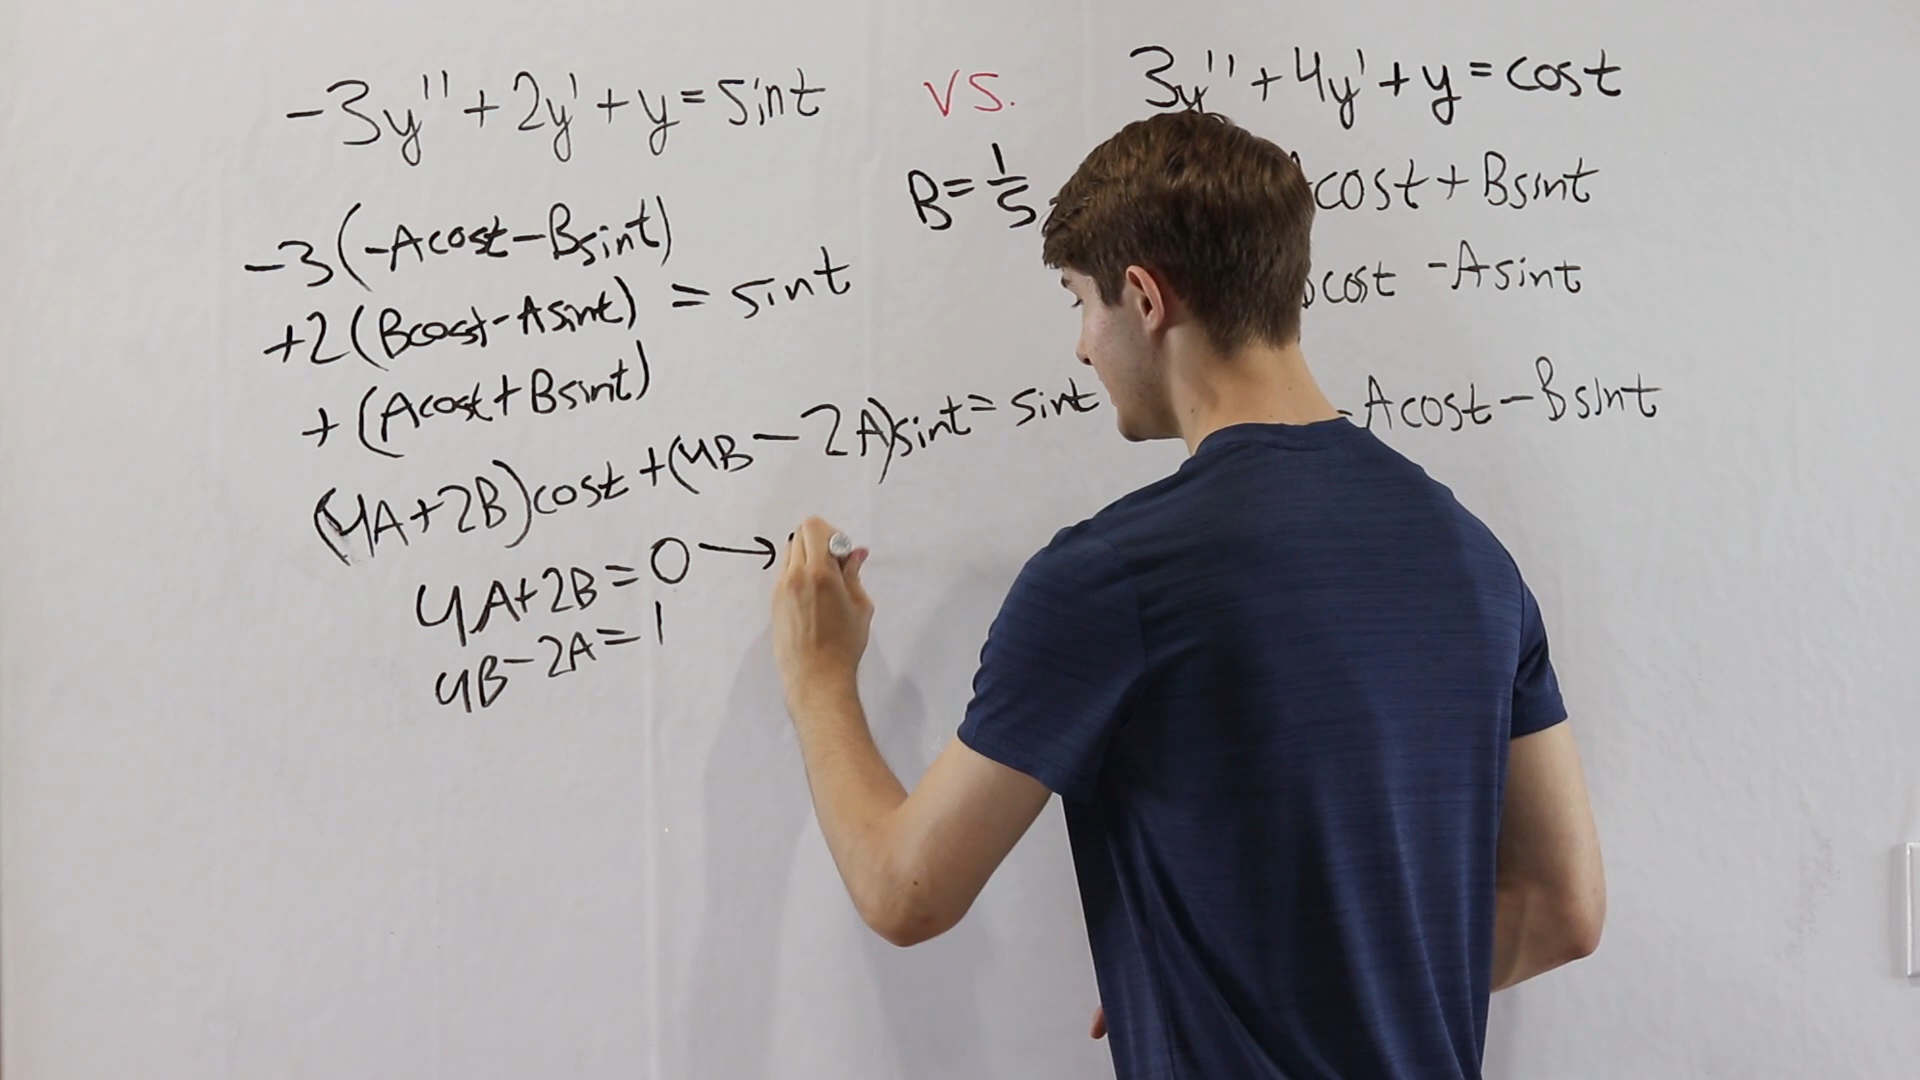 -3y''+2y'+y=sint
vs.
3y''+4y'+y=cost
B=1/5
cost+Bsint
cost -Asint
-Acost-Bsint
-3(-Acost-Bsint)
+2(Bcost-Asint) = sint
+(Acost+Bsint)
(4A+2B)cost+(4B-2A)sint=sint
4A+2B=0→
4B-2A=1